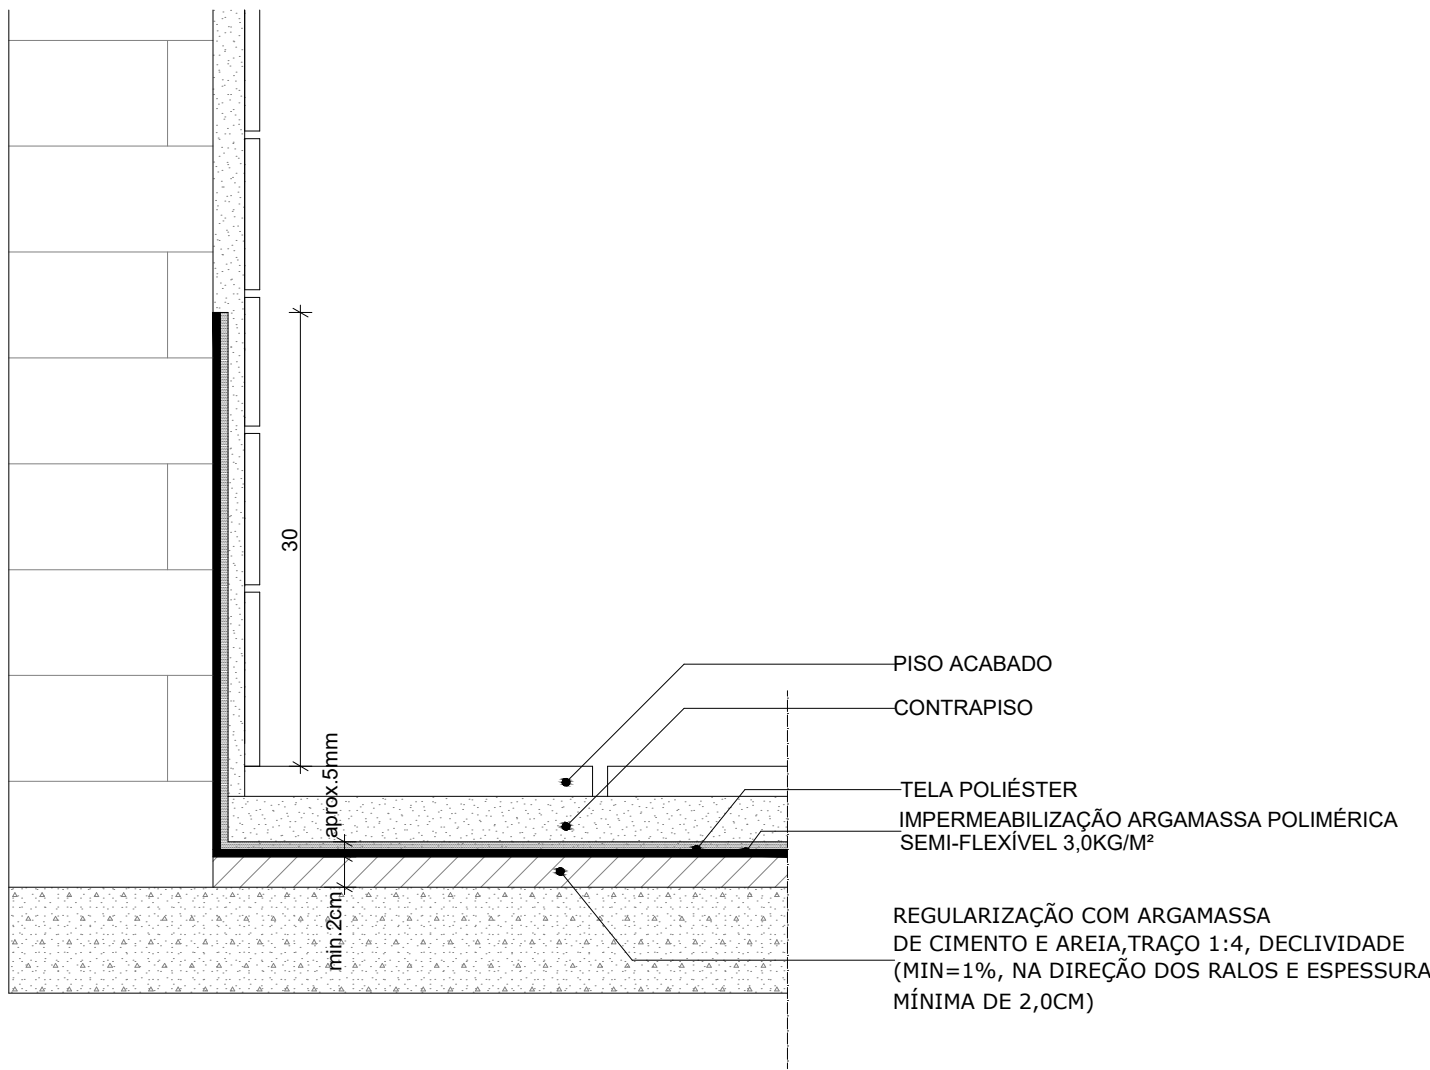 30
aprox.5mm
min.2cm
PISO ACABADO
CONTRAPISO
TELA POLIÉSTER
IMPERMEABILIZAÇÃO ARGAMASSA POLIMÉRICA
SEMI-FLEXÍVEL 3,0KG/M²
REGULARIZAÇÃO COM ARGAMASSA
DE CIMENTO E AREIA,TRAÇO 1:4, DECLIVIDADE
(MIN=1%, NA DIREÇÃO DOS RALOS E ESPESSURA
MÍNIMA DE 2,0CM)